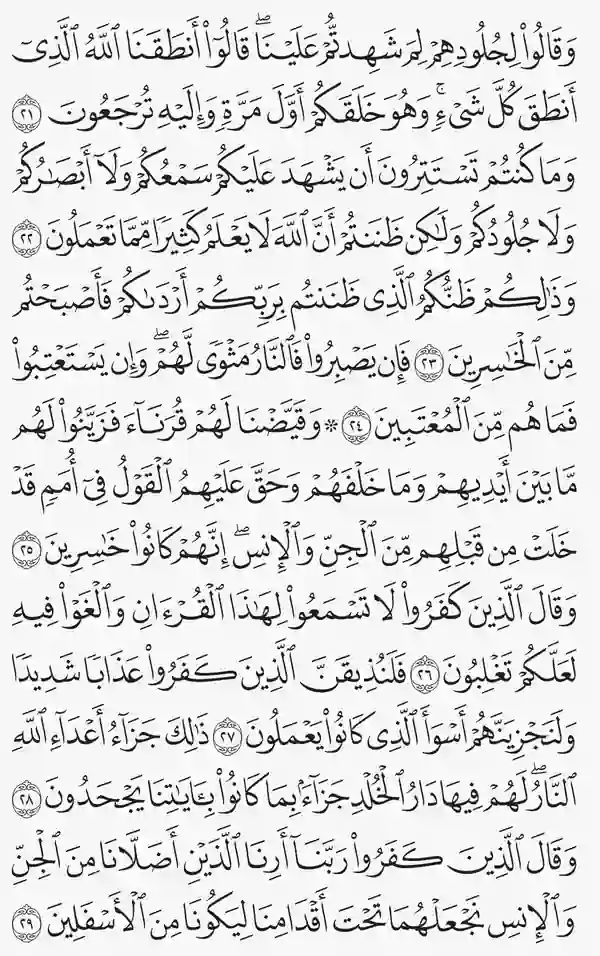 وَقَالُوا۟ لِجُلُودِهِمْ لِمَ شَهِدتُّمْ عَلَيْنَا ۖ قَالُوٓا۟ أَنطَقَنَا ٱللَّهُ ٱلَّذِىٓ
أَنطَقَ كُلَّ شَىْءٍ ۚ وَهُوَ خَلَقَكُمْ أَوَّلَ مَرَّةٍ وَإِلَيْهِ تُرْجَعُونَ ٢١
وَمَا كُنتُمْ تَسْتَتِرُونَ أَن يَشْهَدَ عَلَيْكُمْ سَمْعُكُمْ وَلَآ أَبْصَـٰرُكُمْ
وَلَا جُلُودُكُمْ وَلَـٰكِن ظَنَنتُمْ أَنَّ ٱللَّهَ لَا يَعْلَمُ كَثِيرًا مِّمَّا تَعْمَلُونَ ٢٢
وَذَٰلِكُمْ ظَنُّكُمُ ٱلَّذِى ظَنَنتُم بِرَبِّكُمْ أَرْدَىٰكُمْ فَأَصْبَحْتُم
مِّنَ ٱلْخَـٰسِرِينَ ٢٣ فَإِن يَصْبِرُوا۟ فَٱلنَّارُ مَثْوًى لَّهُمْ ۖ وَإِن يَسْتَعْتِبُوا۟
فَمَا هُم مِّنَ ٱلْمُعْتَبِينَ ٢٤ ۞ وَقَيَّضْنَا لَهُمْ قُرَنَآءَ فَزَيَّنُوا۟ لَهُم
مَّا بَيْنَ أَيْدِيهِمْ وَمَا خَلْفَهُمْ وَحَقَّ عَلَيْهِمُ ٱلْقَوْلُ فِىٓ أُمَمٍ قَدْ
خَلَتْ مِن قَبْلِهِم مِّنَ ٱلْجِنِّ وَٱلْإِنسِ ۖ إِنَّهُمْ كَانُوا۟ خَـٰسِرِينَ ٢٥
وَقَالَ ٱلَّذِينَ كَفَرُوا۟ لَا تَسْمَعُوا۟ لِهَـٰذَا ٱلْقُرْءَانِ وَٱلْغَوْا۟ فِيهِ
لَعَلَّكُمْ تَغْلِبُونَ ٢٦ فَلَنُذِيقَنَّ ٱلَّذِينَ كَفَرُوا۟ عَذَابًا شَدِيدًا
وَلَنَجْزِيَنَّهُمْ أَسْوَأَ ٱلَّذِى كَانُوا۟ يَعْمَلُونَ ٢٧ ذَٰلِكَ جَزَآءُ أَعْدَآءِ ٱللَّهِ
ٱلنَّارُ ۖ لَهُمْ فِيهَا دَارُ ٱلْخُلْدِ ۖ جَزَآءًۢ بِمَا كَانُوا۟ بِـَٔايَـٰتِنَا يَجْحَدُونَ ٢٨
وَقَالَ ٱلَّذِينَ كَفَرُوا۟ رَبَّنَآ أَرِنَا ٱلَّذَيْنِ أَضَلَّانَا مِنَ ٱلْجِنِّ
وَٱلْإِنسِ نَجْعَلْهُمَا تَحْتَ أَقْدَامِنَا لِيَكُونَا مِنَ ٱلْأَسْفَلِينَ ٢٩